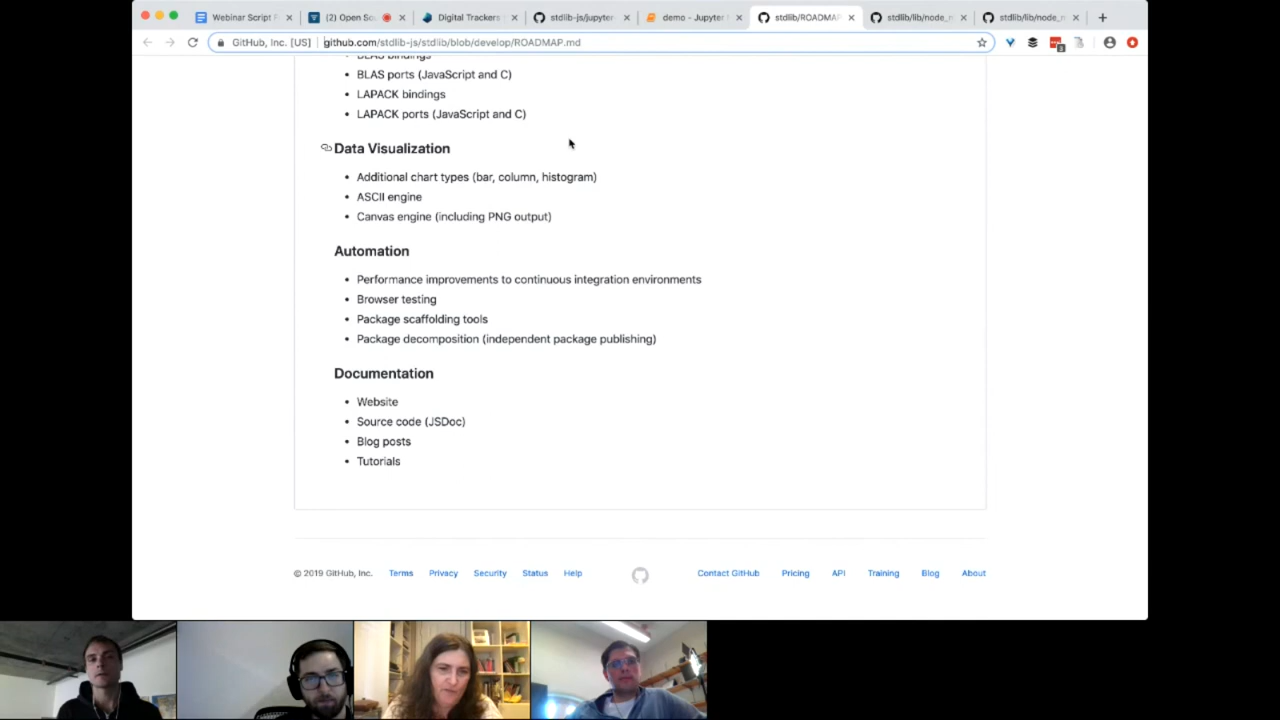 Webinar Script F
(2) Open So
Digital Trackers
stdlib-js/jupyter
demo - Jupyter
stdlib/ROADMAP
stdlib/lib/node_n
stdlib/lib/node_n
GitHub, Inc. [US]
github.com/stdlib-js/stdlib/blob/develop/ROADMAP.md
BLAS bindings
• BLAS ports (JavaScript and C)
• LAPACK bindings
• LAPACK ports (JavaScript and C)
Data Visualization
• Additional chart types (bar, column, histogram)
• ASCII engine
• Canvas engine (including PNG output)
Automation
• Performance improvements to continuous integration environments
• Browser testing
• Package scaffolding tools
• Package decomposition (independent package publishing)
Documentation
• Website
• Source code (JSDoc)
• Blog posts
• Tutorials
© 2019 GitHub, Inc. Terms Privacy Security Status Help Contact GitHub Pricing API Training Blog About